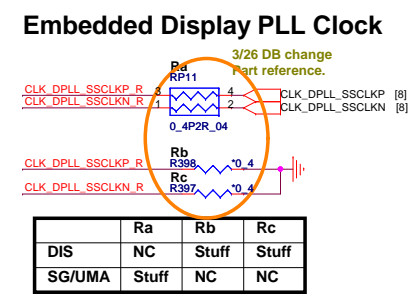 Embedded Display PLL Clock
3/26 DB change
Part reference.
Ra
RP11
CLK_DPLL_SSCLKP_R 3 4 CLK_DPLL_SSCLKP [8]
CLK_DPLL_SSCLKN_R 1 2 CLK_DPLL_SSCLKN [8]
0_4P2R_04
Rb
CLK_DPLL_SSCLKP_R R398 *0_4
Rc
CLK_DPLL_SSCLKN_R R397 *0_4
Ra Rb Rc
DIS NC Stuff Stuff
SG/UMA Stuff NC NC